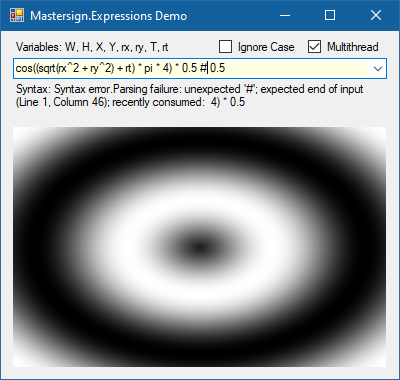 Mastersign.Expressions Demo
Variables: W, H, X, Y, rx, ry, T, rt
Ignore Case
Multithread
cos((sqrt(rx^2 + ry^2) + rt) * pi * 4) * 0.5 # 0.5
Syntax: Syntax error.Parsing failure: unexpected '#'; expected end of input
(Line 1, Column 46); recently consumed:  4) * 0.5